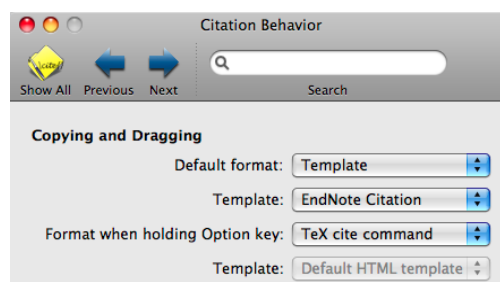 Citation Behavior
Show All Previous Next Search
Copying and Dragging
Default format: Template
Template: EndNote Citation
Format when holding Option key: TeX cite command
Template: Default HTML template